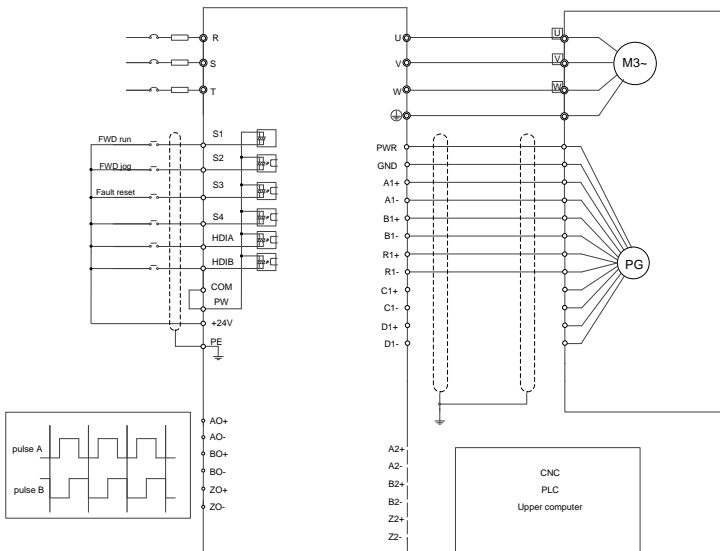 R
S
T
FWD run
S1
FWD jog
S2
Fault reset
S3
S4
HDIA
HDIB
COM
PW
+24V
PE
U
V
W
U
V
W
M3~
PWR
GND
A1+
A1-
B1+
B1-
R1+
R1-
C1+
C1-
D1+
D1-
PG
pulse A
pulse B
AO+
AO-
BO+
BO-
ZO+
ZO-
A2+
A2-
B2+
B2-
Z2+
Z2-
CNC
PLC
Upper computer